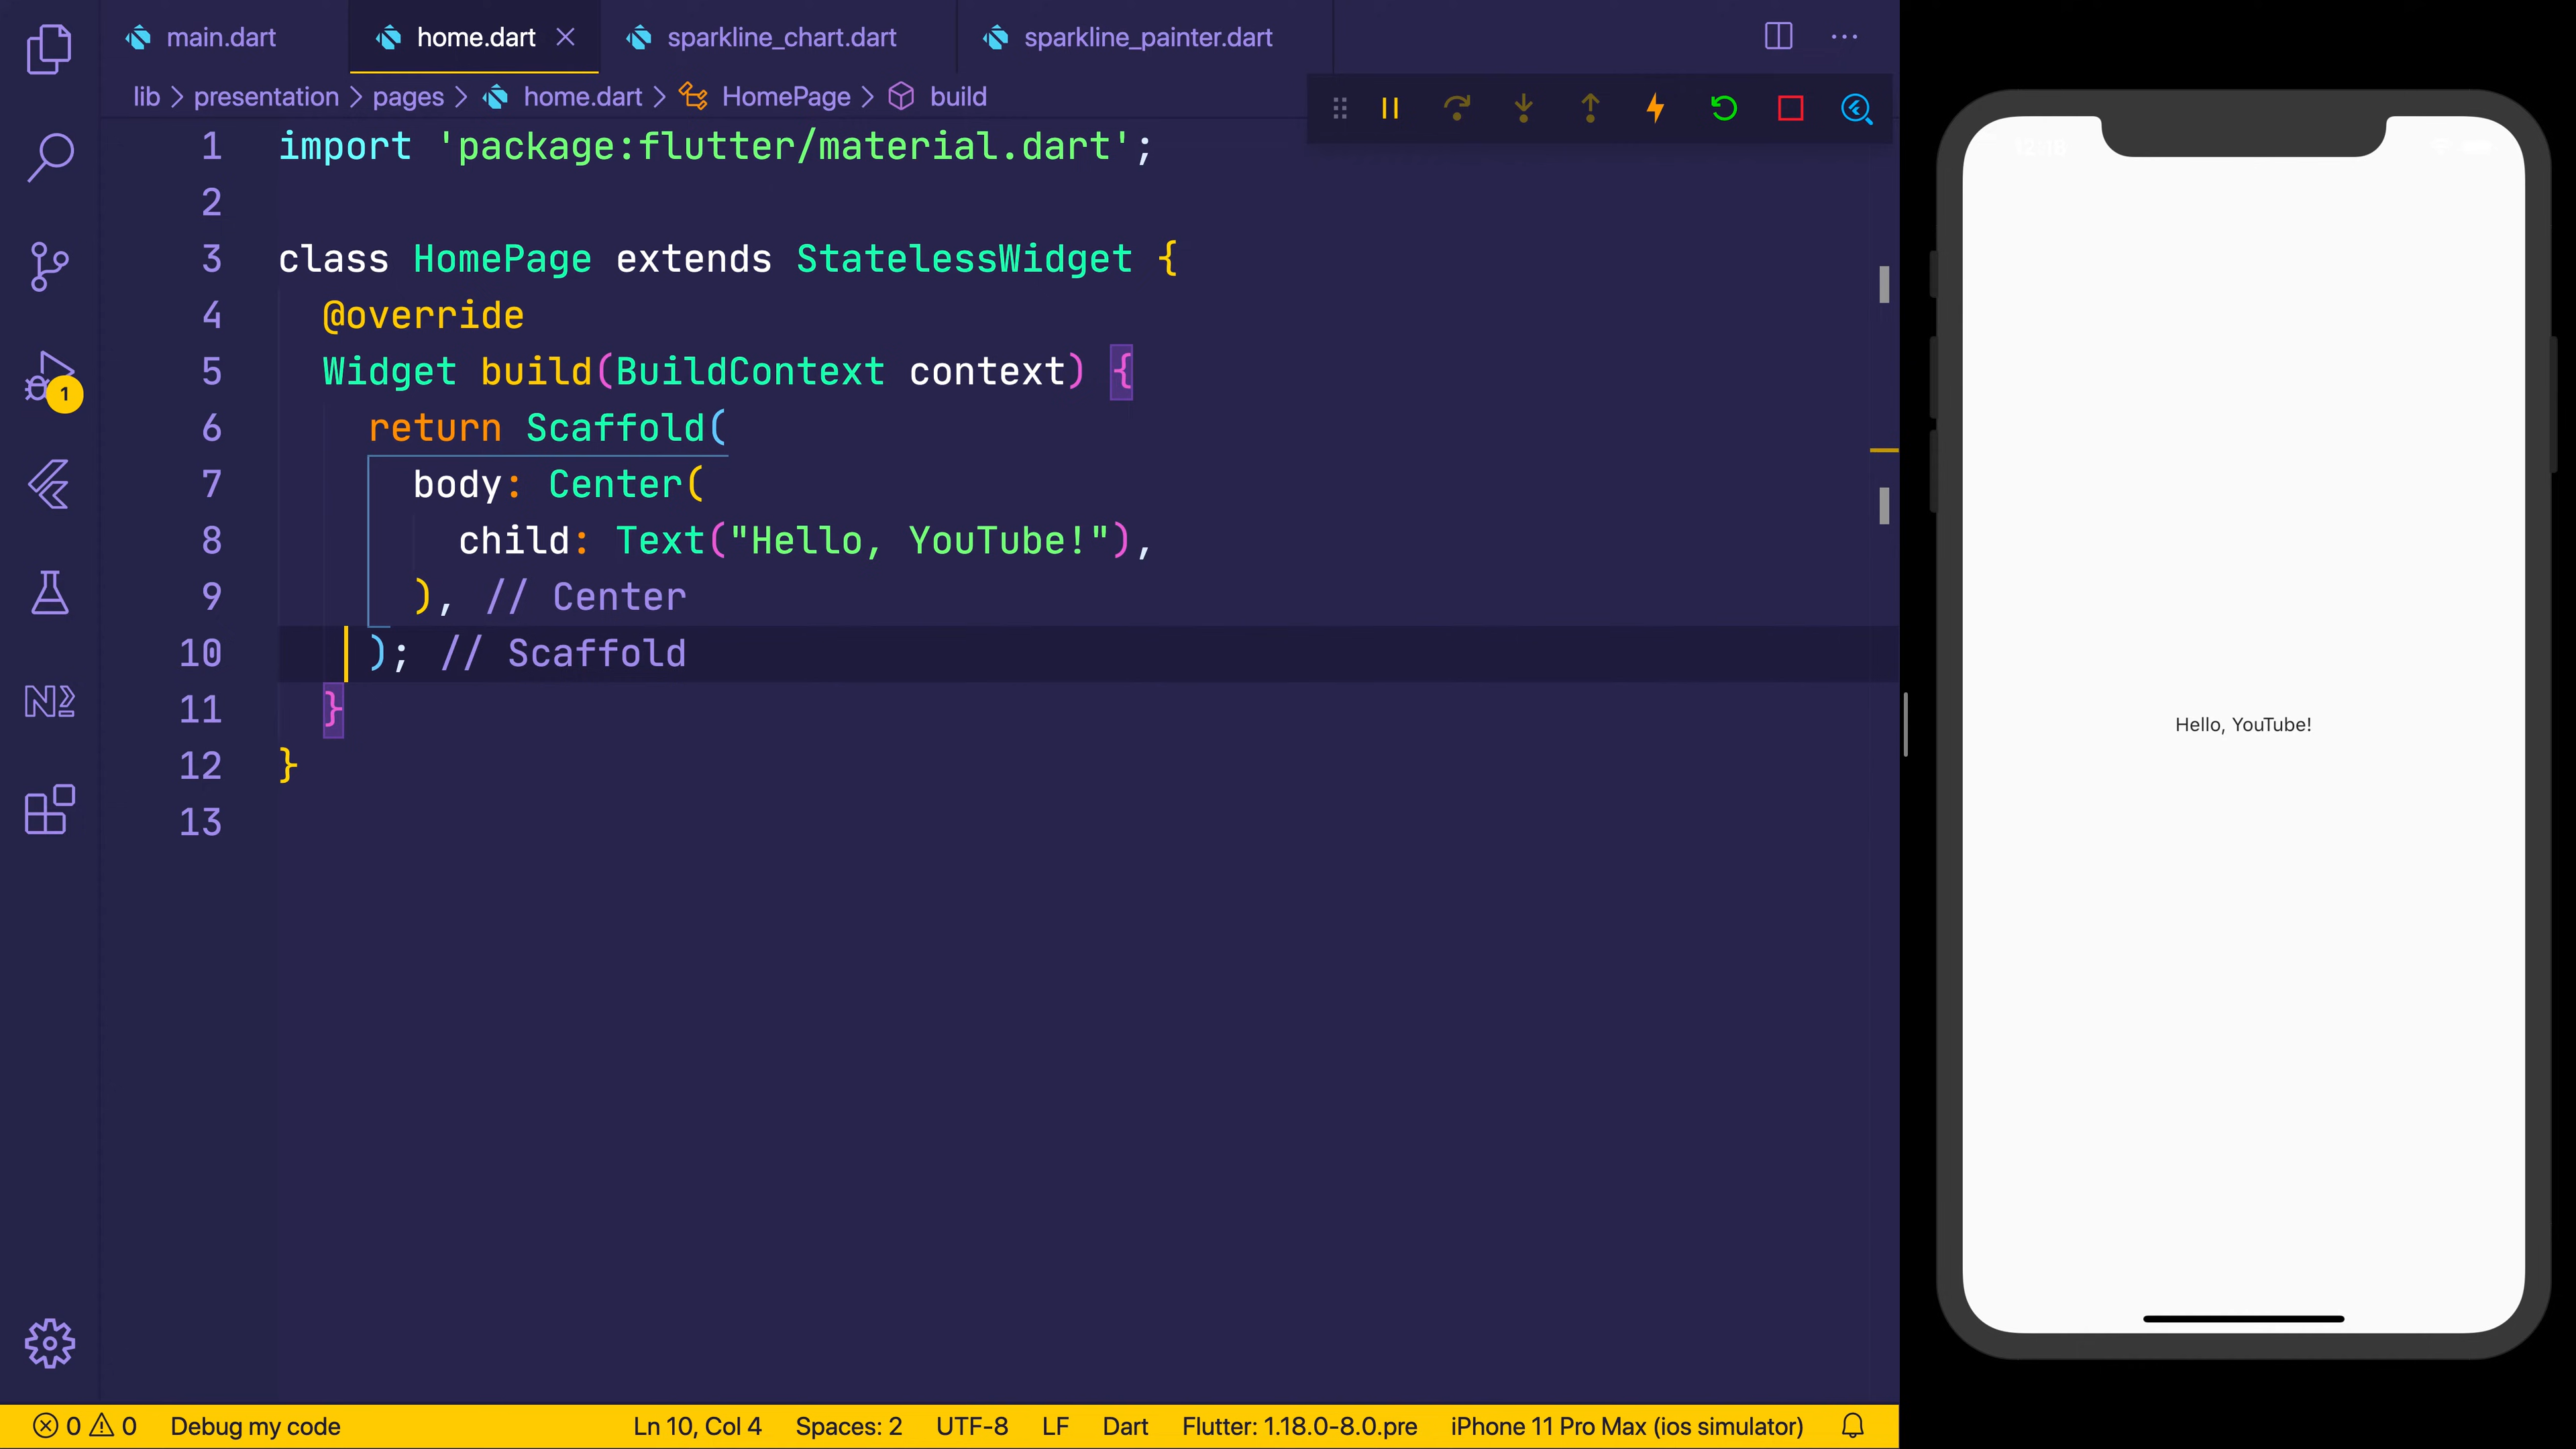 main.dart
home.dart
sparkline_chart.dart
sparkline_painter.dart
lib > presentation > pages > home.dart > HomePage > build
1 import 'package:flutter/material.dart';
2
3 class HomePage extends StatelessWidget {
4 @override
5 Widget build(BuildContext context) {
6 return Scaffold(
7 body: Center(
8 child: Text("Hello, YouTube!"),
9 ), // Center
10 ); // Scaffold
11 }
12 }
13
1
Hello, YouTube!
0 0 Debug my code Ln 10, Col 4 Spaces: 2 UTF-8 LF Dart Flutter: 1.18.0-8.0.pre iPhone 11 Pro Max (ios simulator)